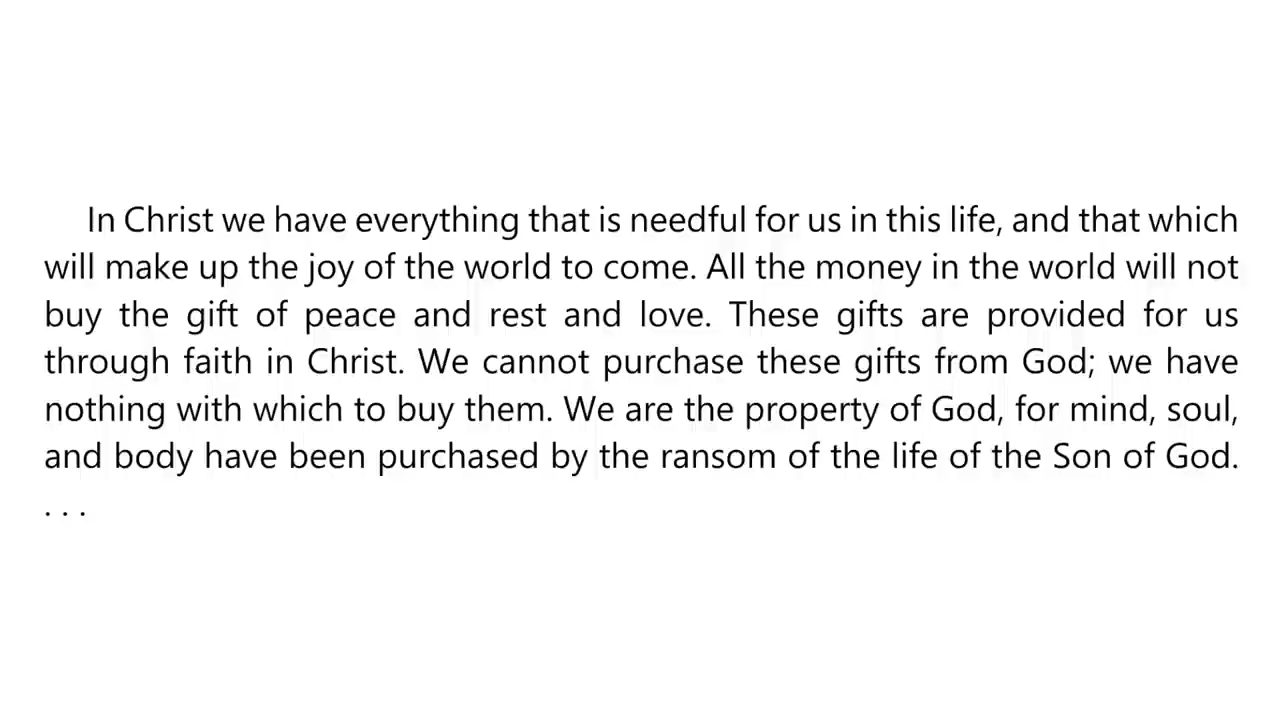 In Christ we have everything that is needful for us in this life, and that which
will make up the joy of the world to come. All the money in the world will not
buy the gift of peace and rest and love. These gifts are provided for us
through faith in Christ. We cannot purchase these gifts from God; we have
nothing with which to buy them. We are the property of God, for mind, soul,
and body have been purchased by the ransom of the life of the Son of God.
. . .